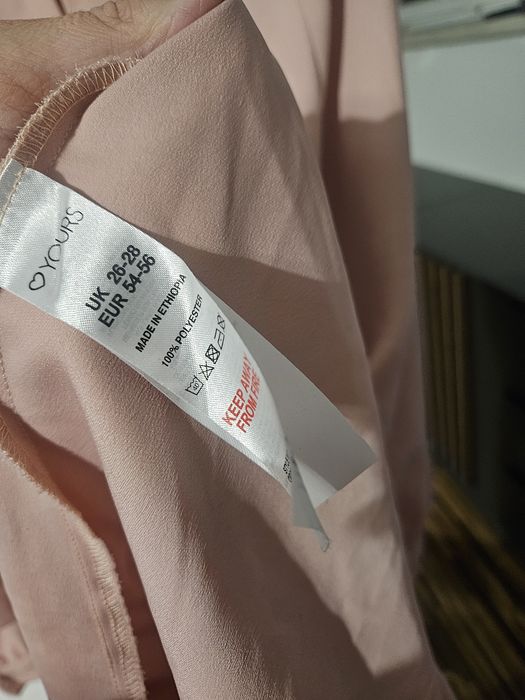 ♡YOURS
UK 26-28
EUR 54-56
MADE IN ETHIOPIA
100% POLYESTER
KEEP AWAY
FROM FIRE